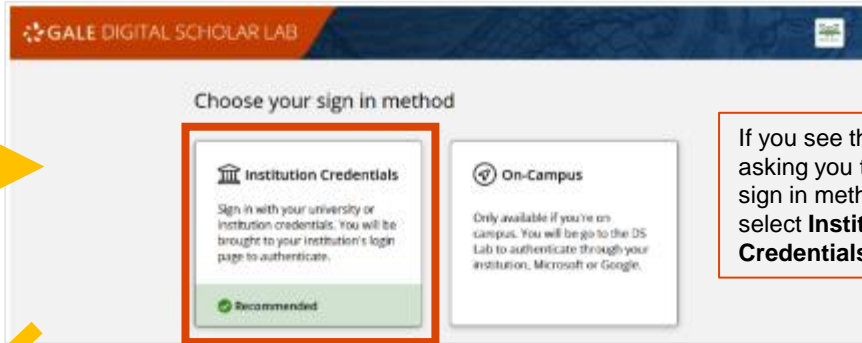 GALE DIGITAL SCHOLAR LAB
Choose your sign in method
Institution Credentials
Sign in with your university or
institution credentials. You will be
brought to your institution's login
page to authenticate.
Recommended
On-Campus
Only available if you're on
campus. You will be go to the DS
Lab to authenticate through your
institution, Microsoft or Google.
If you see th
asking you t
sign in meth
select Instit
Credentials